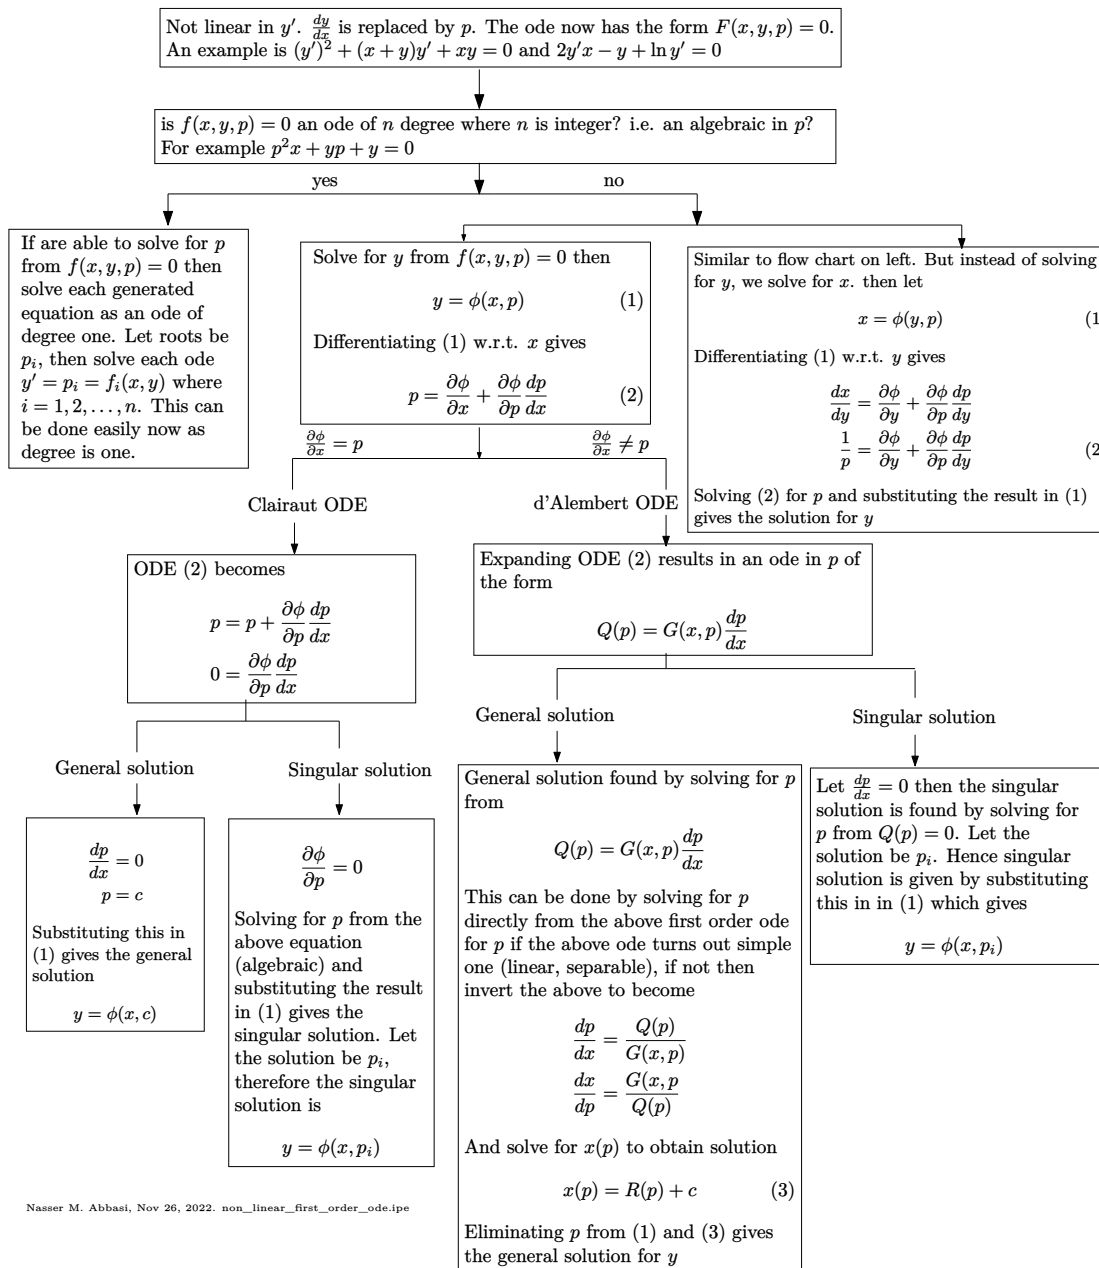 Not linear in y′. dy/dx is replaced by p. The ode now has the form F(x, y, p) = 0.
An example is (y′)² + (x + y)y′ + xy = 0 and 2y′x − y + ln y′ = 0
is f(x, y, p) = 0 an ode of n degree where n is integer? i.e. an algebraic in p?
For example p²x + yp + y = 0
yes
no
If are able to solve for p
from f(x, y, p) = 0 then
solve each generated
equation as an ode of
degree one. Let roots be
pᵢ, then solve each ode
y′ = pᵢ = fᵢ(x, y) where
i = 1, 2, . . . , n. This can
be done easily now as
degree is one.
Solve for y from f(x, y, p) = 0 then
y = ϕ(x, p) (1)
Differentiating (1) w.r.t. x gives
p = ∂ϕ/∂x + ∂ϕ/∂p dp/dx (2)
Similar to flow chart on left. But instead of solving
for y, we solve for x. then let
x = ϕ(y, p) (1
Differentiating (1) w.r.t. y gives
dx/dy = ∂ϕ/∂y + ∂ϕ/∂p dp/dy
1/p = ∂ϕ/∂y + ∂ϕ/∂p dp/dy (2
Solving (2) for p and substituting the result in (1)
gives the solution for y
∂ϕ/∂x = p
∂ϕ/∂x ≠ p
Clairaut ODE
d'Alembert ODE
ODE (2) becomes
p = p + ∂ϕ/∂p dp/dx
0 = ∂ϕ/∂p dp/dx
Expanding ODE (2) results in an ode in p of
the form
Q(p) = G(x, p) dp/dx
General solution
Singular solution
General solution
Singular solution
dp/dx = 0
p = c
Substituting this in
(1) gives the general
solution
y = ϕ(x, c)
∂ϕ/∂p = 0
Solving for p from the
above equation
(algebraic) and
substituting the result
in (1) gives the
singular solution. Let
the solution be pᵢ,
therefore the singular
solution is
y = ϕ(x, pᵢ)
General solution found by solving for p
from
Q(p) = G(x, p) dp/dx
This can be done by solving for p
directly from the above first order ode
for p if the above ode turns out simple
one (linear, separable), if not then
invert the above to become
dp/dx = Q(p)/G(x, p)
dx/dp = G(x, p/Q(p)
And solve for x(p) to obtain solution
x(p) = R(p) + c (3)
Eliminating p from (1) and (3) gives
the general solution for y
Let dp/dx = 0 then the singular
solution is found by solving for
p from Q(p) = 0. Let the
solution be pᵢ. Hence singular
solution is given by substituting
this in in (1) which gives
y = ϕ(x, pᵢ)
Nasser M. Abbasi, Nov 26, 2022. non_linear_first_order_ode.ipe